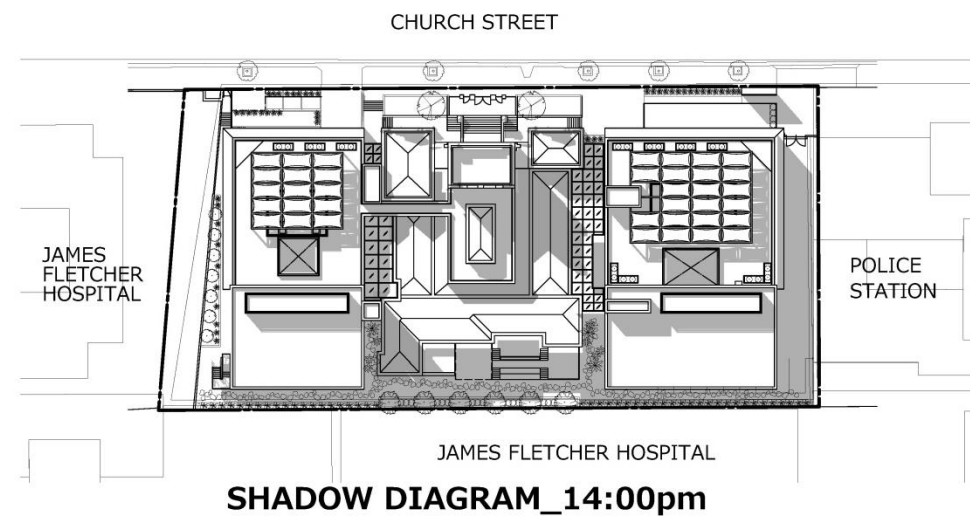 CHURCH STREET
JAMES
FLETCHER
HOSPITAL
POLICE
STATION
JAMES FLETCHER HOSPITAL
SHADOW DIAGRAM_14:00pm